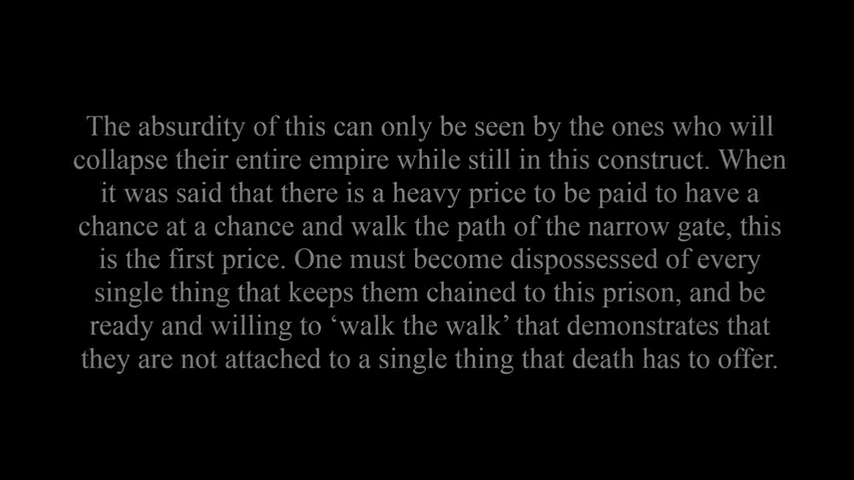 The absurdity of this can only be seen by the ones who will
collapse their entire empire while still in this construct. When
it was said that there is a heavy price to be paid to have a
chance at a chance and walk the path of the narrow gate, this
is the first price. One must become dispossessed of every
single thing that keeps them chained to this prison, and be
ready and willing to ‘walk the walk’ that demonstrates that
they are not attached to a single thing that death has to offer.